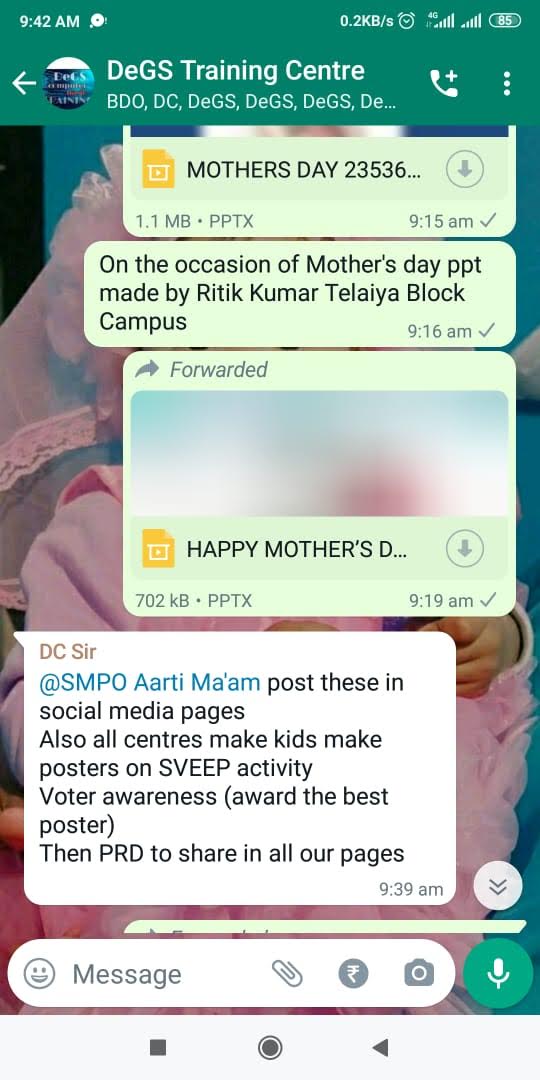 9:42 AM
0.2KB/s 4G 85
DeGS Training Centre
BDO, DC, DeGS, DeGS, DeGS, De...
MOTHERS DAY 23536...
1.1 MB • PPTX 9:15 am
On the occasion of Mother's day ppt
made by Ritik Kumar Telaiya Block
Campus
9:16 am
Forwarded
HAPPY MOTHER'S D...
702 kB • PPTX 9:19 am
DC Sir
@SMPO Aarti Ma'am post these in
social media pages
Also all centres make kids make
posters on SVEEP activity
Voter awareness (award the best
poster)
Then PRD to share in all our pages
9:39 am
Message